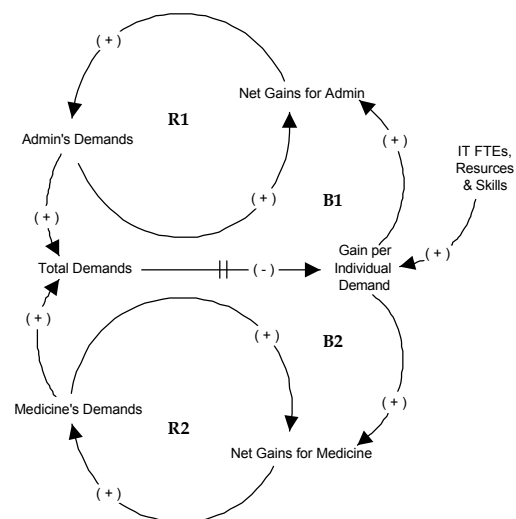 ( + )
Net Gains for Admin
R1
Admin's Demands
IT FTEs,
Resurces
& Skills
( + )
( + )
B1
( + )
( + )
Total Demands
( - )
Gain per
Individual
Demand
( + )
( + )
( + )
B2
Medicine's Demands
( + )
R2
Net Gains for Medicine
( + )